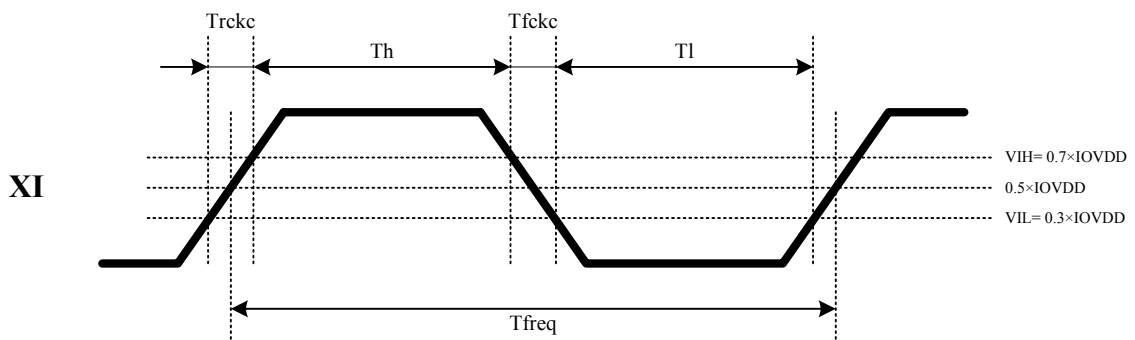 Trckc Tfckc
Th Tl
VIH= 0.7×IOVDD
XI 0.5×IOVDD
VIL= 0.3×IOVDD
Tfreq